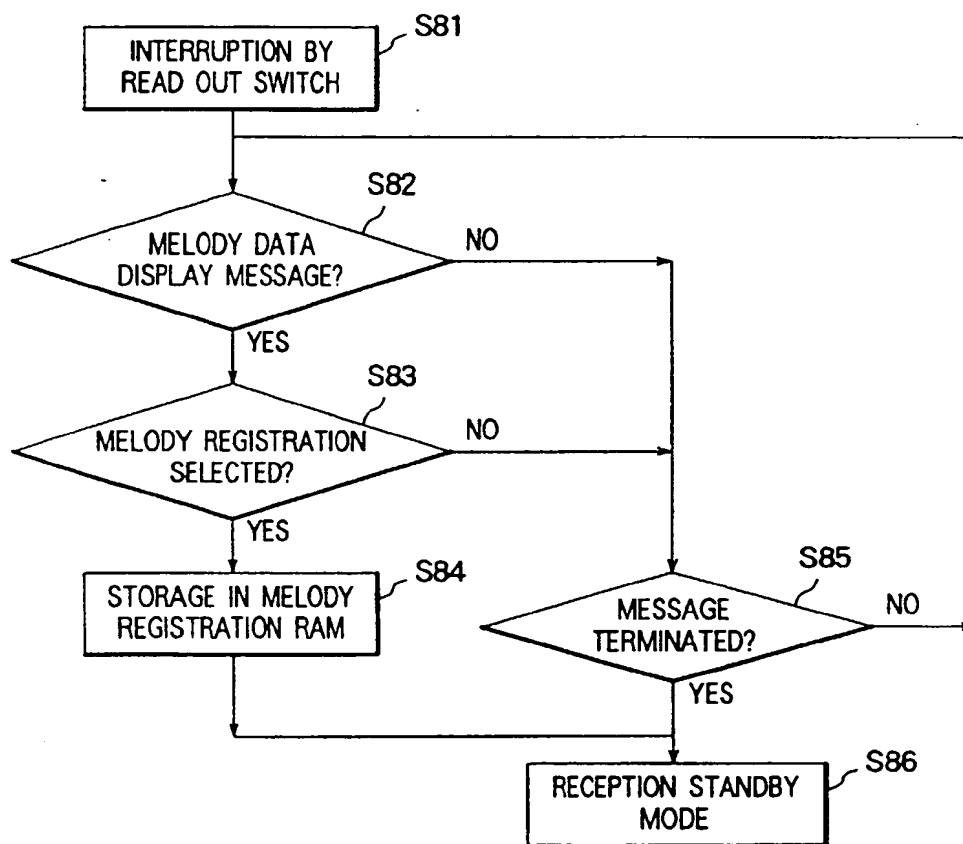 S81
INTERRUPTION BY
READ OUT SWITCH
S82
MELODY DATA
DISPLAY MESSAGE?
NO
YES
S83
MELODY REGISTRATION
SELECTED?
NO
YES
S84
STORAGE IN MELODY
REGISTRATION RAM
S85
MESSAGE
TERMINATED?
NO
YES
S86
RECEPTION STANDBY
MODE